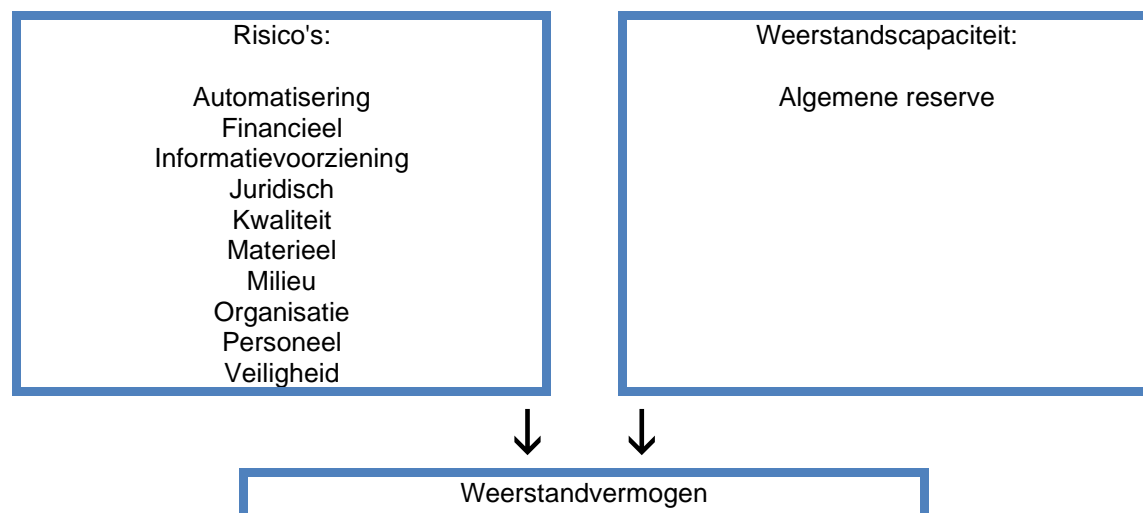 Risico's:
Automatisering
Financieel
Informatievoorziening
Juridisch
Kwaliteit
Materieel
Milieu
Organisatie
Personeel
Veiligheid
Weerstandscapaciteit:
Algemene reserve
Weerstandvermogen